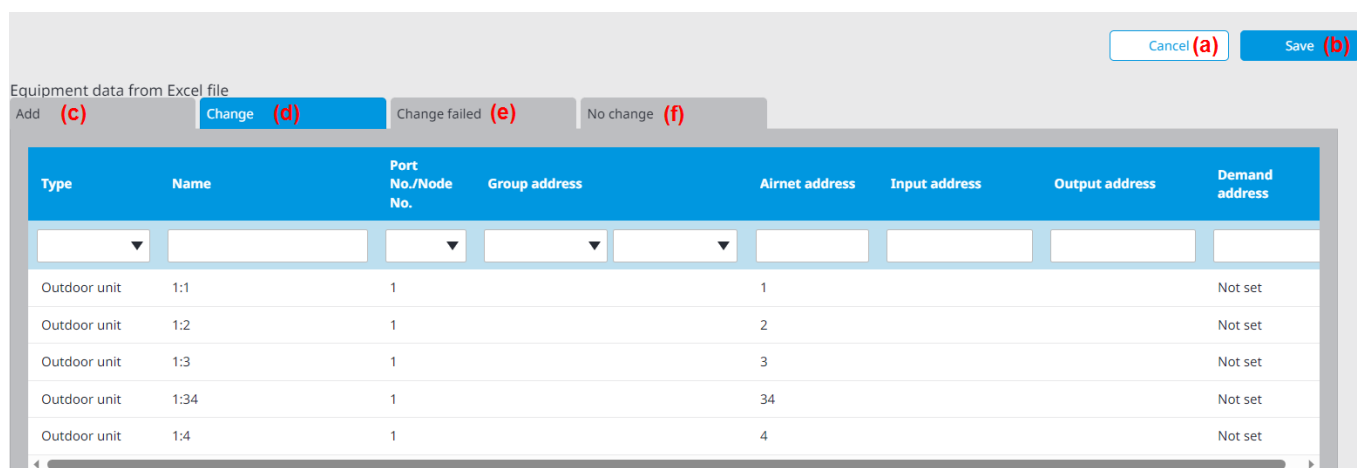 Cancel (a) Save (b)
Equipment data from Excel file
Add (c) Change (d) Change failed (e) No change (f)
Type Name Port No./Node No. Group address Airnet address Input address Output address Demand address
Outdoor unit 1:1 1 1 Not set
Outdoor unit 1:2 1 2 Not set
Outdoor unit 1:3 1 3 Not set
Outdoor unit 1:34 1 34 Not set
Outdoor unit 1:4 1 4 Not set